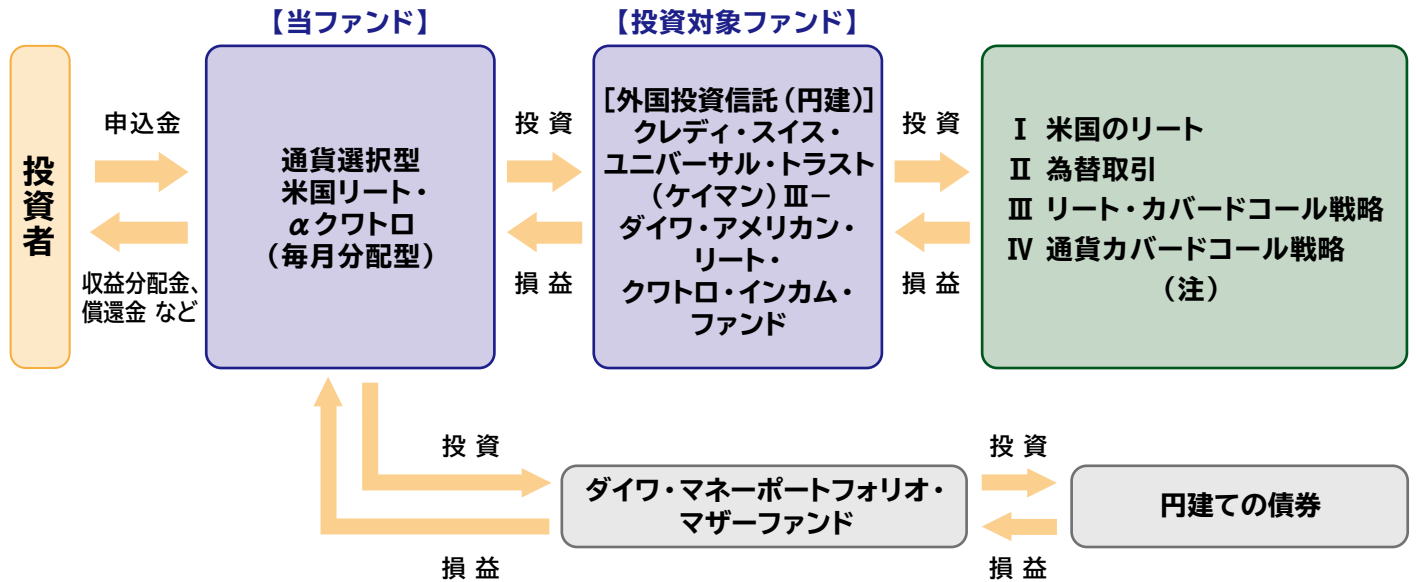 【当ファンド】
【投資対象ファンド】
投資者
申込金
収益分配金、
償還金 など
通貨選択型
米国リート・
αクワトロ
（毎月分配型）
投 資
損 益
［外国投資信託（円建）］
クレディ・スイス・
ユニバーサル・トラスト
（ケイマン）Ⅲ－
ダイワ・アメリカン・
リート・
クワトロ・インカム・
ファンド
投 資
損 益
Ⅰ 米国のリート
Ⅱ 為替取引
Ⅲ リート・カバードコール戦略
Ⅳ 通貨カバードコール戦略
（注）
投 資
損 益
ダイワ・マネーポートフォリオ・
マザーファンド
投 資
損 益
円建ての債券